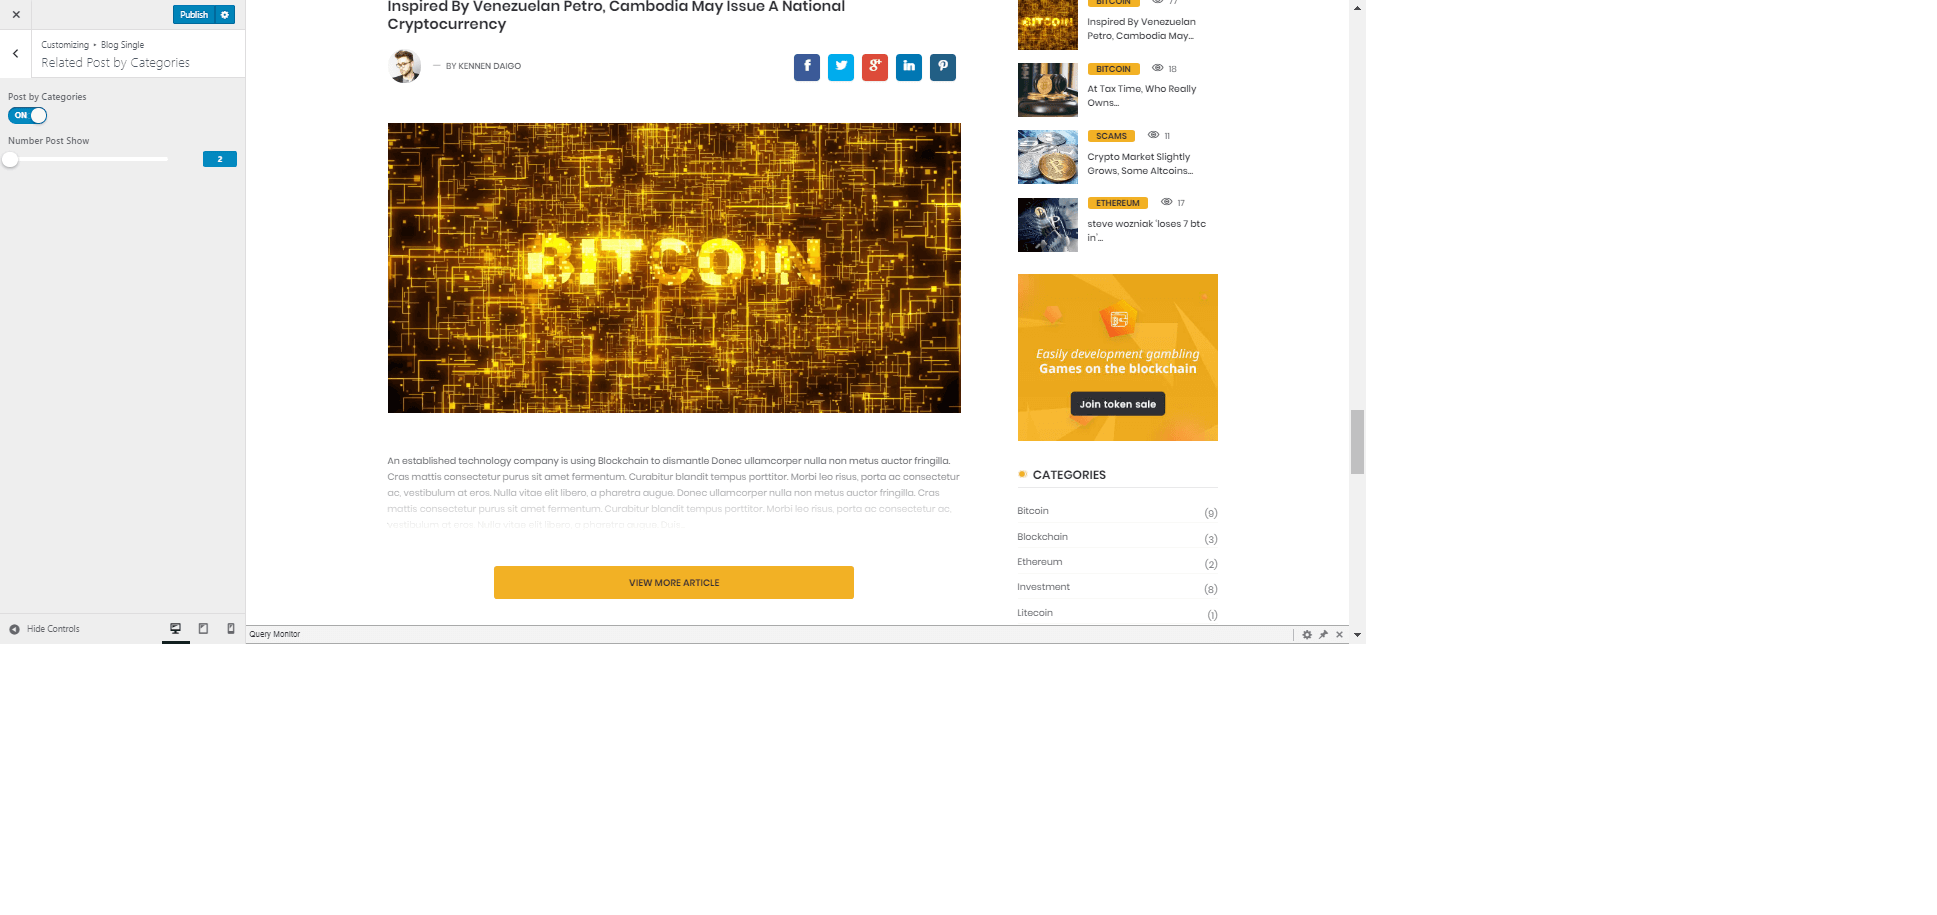 Publish
Customizing • Blog Single
Related Post by Categories
Post by Categories
ON
Number Post Show
2
Hide Controls
Inspired By Venezuelan Petro, Cambodia May Issue A National
Cryptocurrency
— BY KENNEN DAIGO
f
g+
in
BITCOIN
An established technology company is using Blockchain to dismantle Donec ullamcorper nulla non metus auctor fringilla.
Cras mattis consectetur purus sit amet fermentum. Curabitur blandit tempus porttitor. Morbi leo risus, porta ac consectetur
ac, vestibulum at eros. Nulla vitae elit libero, a pharetra augue. Donec ullamcorper nulla non metus auctor fringilla. Cras
mattis consectetur purus sit amet fermentum. Curabitur blandit tempus porttitor. Morbi leo risus, porta ac consectetur ac,
vestibulum at eros. Nulla vitae elit libero, a pharetra augue. Duis...
VIEW MORE ARTICLE
BITCOIN 77
BITCOIN
Inspired By Venezuelan
Petro, Cambodia May...
BITCOIN 18
At Tax Time, Who Really
Owns...
SCAMS 11
Crypto Market Slightly
Grows, Some Altcoins...
ETHEREUM 17
steve wozniak 'loses 7 btc
in'...
Easily development gambling
Games on the blockchain
Join token sale
CATEGORIES
Bitcoin (9)
Blockchain (3)
Ethereum (2)
Investment (8)
Litecoin (1)
Query Monitor